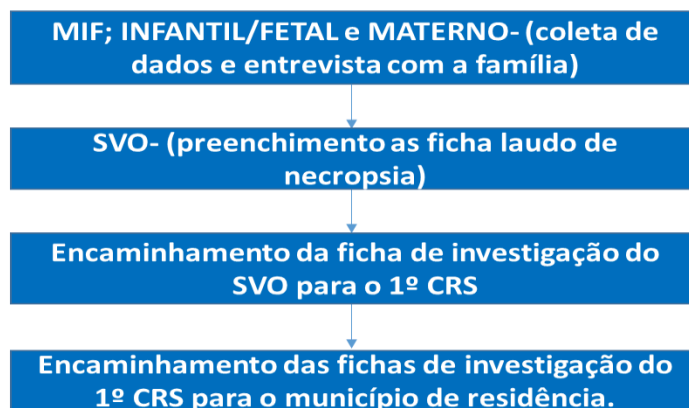 MIF; INFANTIL/FETAL e MATERNO- (coleta de
dados e entrevista com a família)
SVO- (preenchimento as ficha laudo de
necropsia)
Encaminhamento da ficha de investigação do
SVO para o 1º CRS
Encaminhamento das fichas de investigação do
1º CRS para o município de residência.